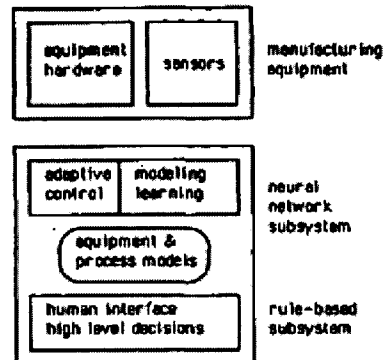 equipment
hardware
sensors
manufacturing
equipment
adaptive
control
modeling
learning
neural
network
subsystem
equipment &
process models
human interface
high level decisions
rule-based
subsystem